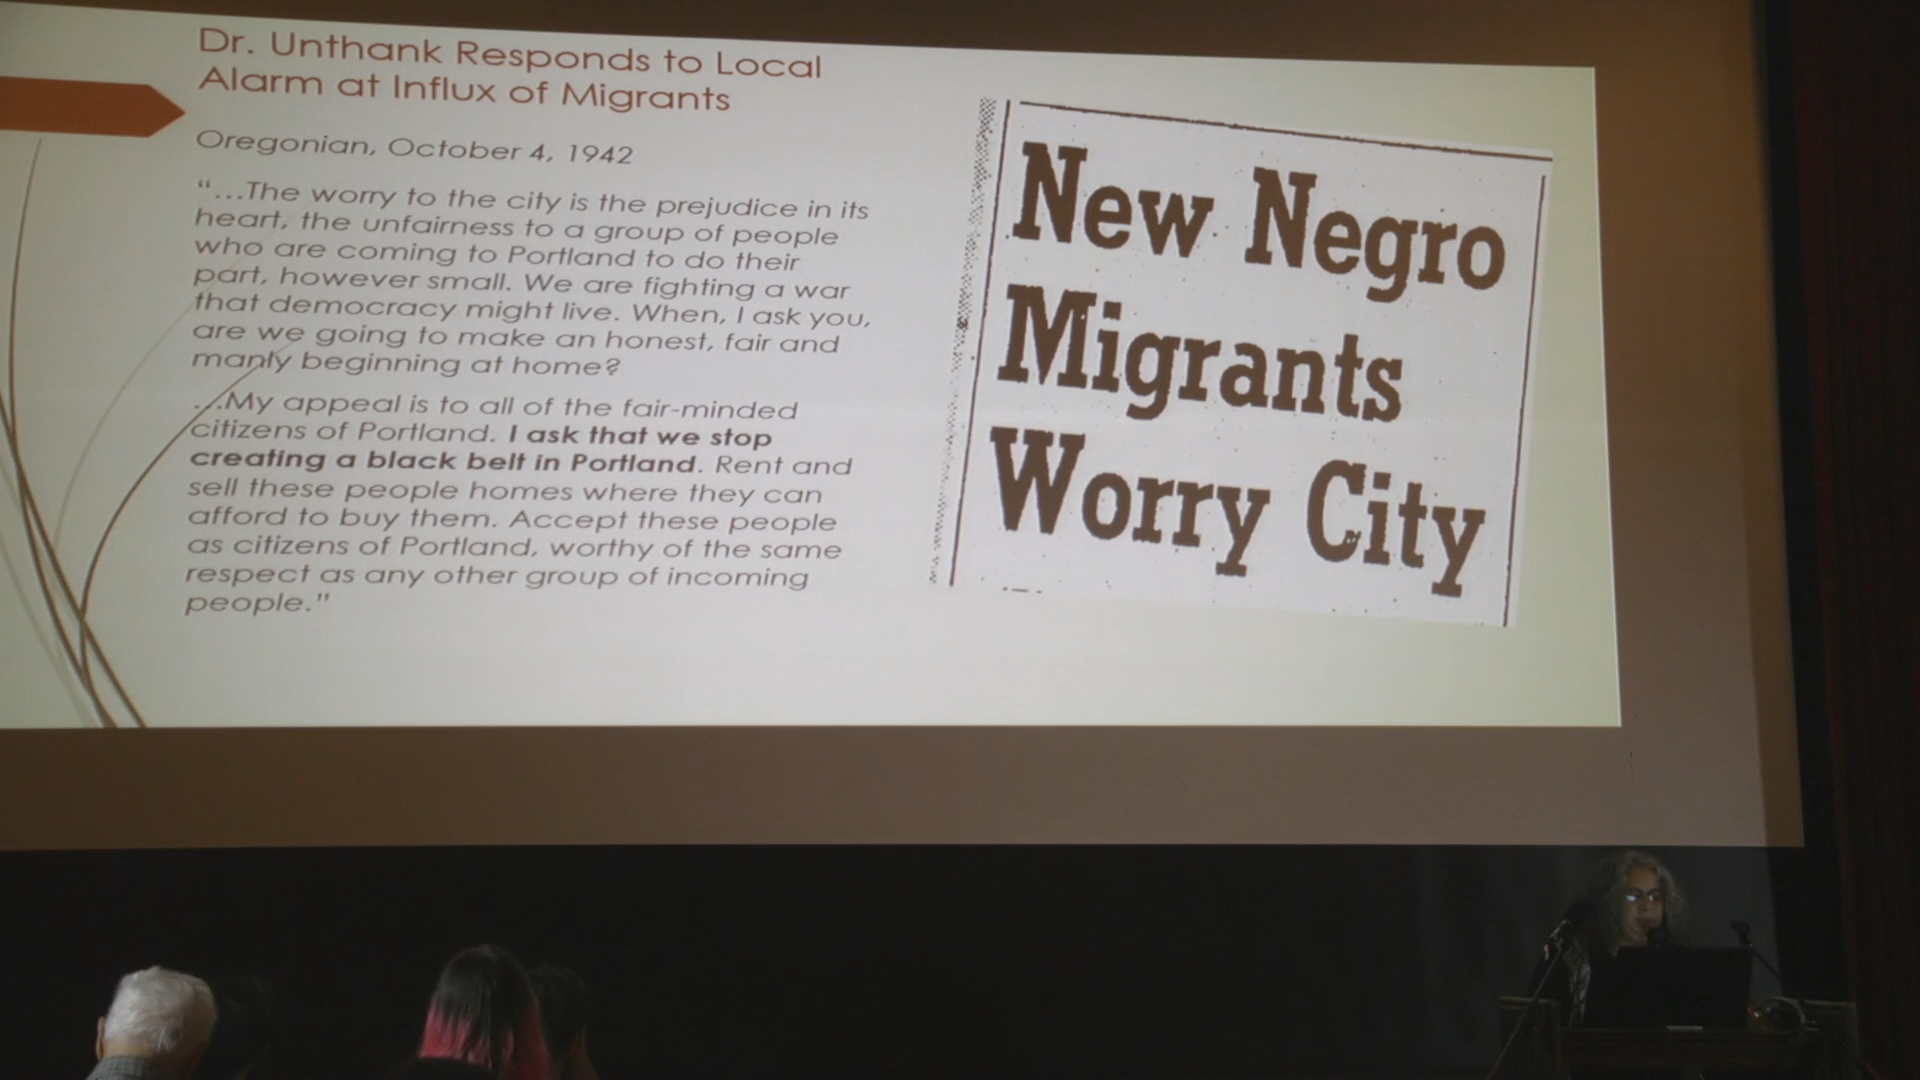 Dr. Unthank Responds to Local
Alarm at Influx of Migrants
Oregonian, October 4, 1942
"...The worry to the city is the prejudice in its
heart, the unfairness to a group of people
who are coming to Portland to do their
part, however small. We are fighting a war
that democracy might live. When, I ask you,
are we going to make an honest, fair and
manly beginning at home?
...My appeal is to all of the fair-minded
citizens of Portland. I ask that we stop
creating a black belt in Portland. Rent and
sell these people homes where they can
afford to buy them. Accept these people
as citizens of Portland, worthy of the same
respect as any other group of incoming
people."
New Negro
Migrants
Worry City